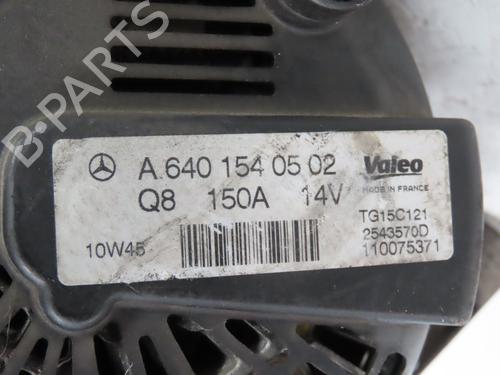 B-PARTS
A 640 154 05 02
Valeo
MADE IN FRANCE
Q8 150A 14V
TG15C121
2543570D
110075371
10W45